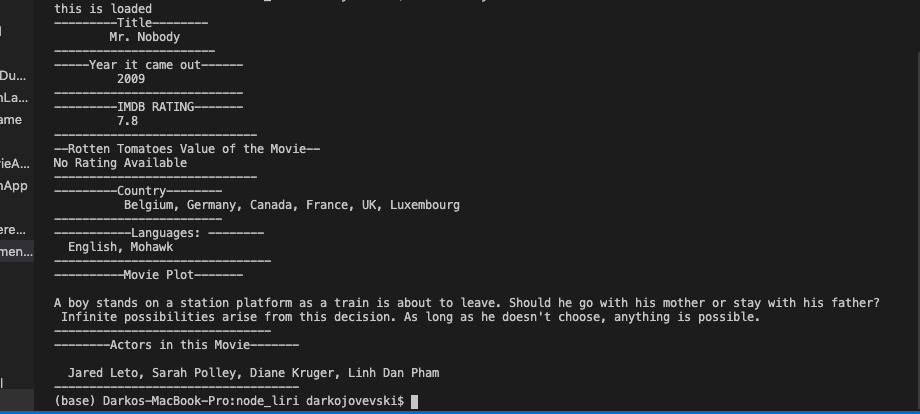 this is loaded
---------Title--------
Mr. Nobody
-----------------------
-----Year it came out------
2009
---------------------------
---------IMDB RATING-------
7.8
-----------------------------
--Rotten Tomatoes Value of the Movie--
No Rating Available
-----------------------------
---------Country--------
Belgium, Germany, Canada, France, UK, Luxembourg
------------------------
-----------Languages: --------
English, Mohawk
-------------------------------
----------Movie Plot-------
A boy stands on a station platform as a train is about to leave. Should he go with his mother or stay with his father?
Infinite possibilities arise from this decision. As long as he doesn't choose, anything is possible.
-------------------------------
--------Actors in this Movie-------
Jared Leto, Sarah Polley, Diane Kruger, Linh Dan Pham
-----------------------------------
(base) Darkos-MacBook-Pro:node_liri darkojovevski$
Du...
nLa...
ame
vieA...
nApp
ere...
men...